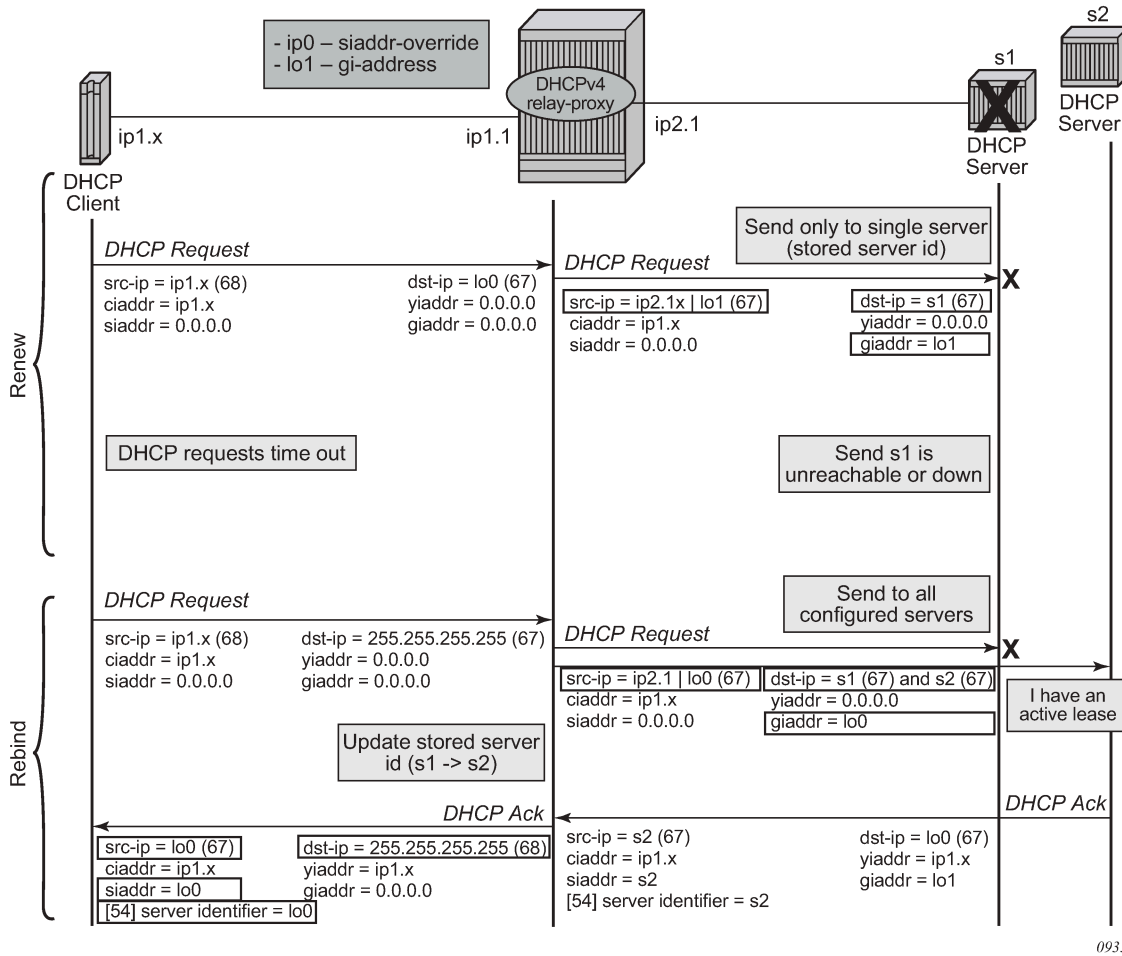 s2
- ip0 – siaddr-override
- lo1 – gi-address
s1
DHCPv4
relay-proxy
DHCP
Server
ip1.x
ip1.1
ip2.1
DHCP
Server
DHCP
Client
Renew
DHCP Request
Send only to single server
(stored server id)
DHCP Request
X
src-ip = ip1.x (68)
dst-ip = lo0 (67)
ciaddr = ip1.x
yiaddr = 0.0.0.0
siaddr = 0.0.0.0
giaddr = 0.0.0.0
src-ip = ip2.1x | lo1 (67)
dst-ip = s1 (67)
ciaddr = ip1.x
yiaddr = 0.0.0.0
siaddr = 0.0.0.0
giaddr = lo1
DHCP requests time out
Send s1 is
unreachable or down
Rebind
DHCP Request
Send to all
configured servers
DHCP Request
X
src-ip = ip1.x (68)
dst-ip = 255.255.255.255 (67)
ciaddr = ip1.x
yiaddr = 0.0.0.0
siaddr = 0.0.0.0
giaddr = 0.0.0.0
src-ip = ip2.1 | lo0 (67)
dst-ip = s1 (67) and s2 (67)
ciaddr = ip1.x
yiaddr = 0.0.0.0
siaddr = 0.0.0.0
giaddr = lo0
I have an
active lease
Update stored server
id (s1 -> s2)
DHCP Ack
DHCP Ack
src-ip = lo0 (67)
dst-ip = 255.255.255.255 (68)
ciaddr = ip1.x
yiaddr = ip1.x
siaddr = lo0
giaddr = 0.0.0.0
[54] server identifier = lo0
src-ip = s2 (67)
dst-ip = lo0 (67)
ciaddr = ip1.x
yiaddr = ip1.x
siaddr = s2
giaddr = lo1
[54] server identifier = s2